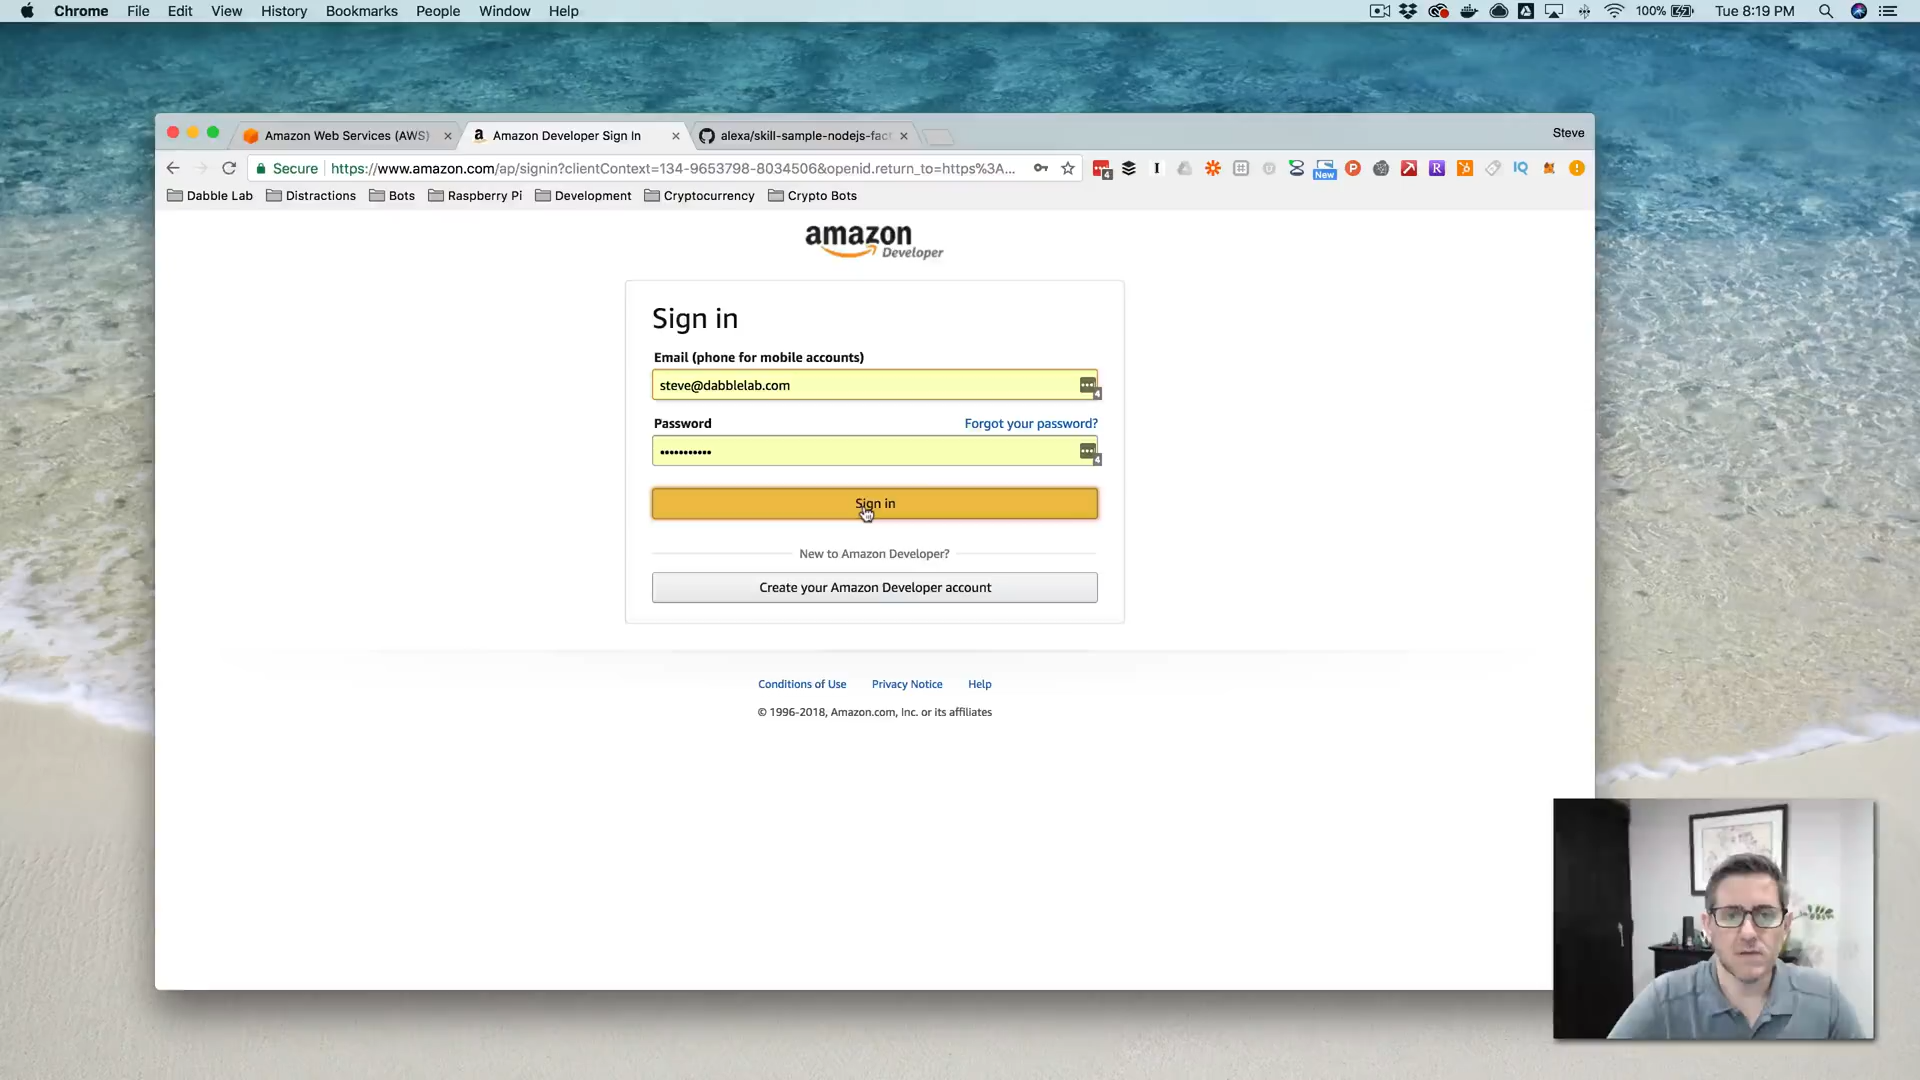 Chrome File Edit View History Bookmarks People Window Help 100% Tue 8:19 PM
Amazon Web Services (AWS) Amazon Developer Sign In alexa/skill-sample-nodejs-fact Steve
Secure https://www.amazon.com/ap/signin?clientContext=134-9653798-8034506&openid.return_to=https%3A... 4 New
Dabble Lab Distractions Bots Raspberry Pi Development Cryptocurrency Crypto Bots
amazon
Developer
Sign in
Email (phone for mobile accounts)
steve@dabblelab.com 4
Password Forgot your password?
••••••••••• 4
Sign in
New to Amazon Developer?
Create your Amazon Developer account
Conditions of Use Privacy Notice Help
© 1996-2018, Amazon.com, Inc. or its affiliates